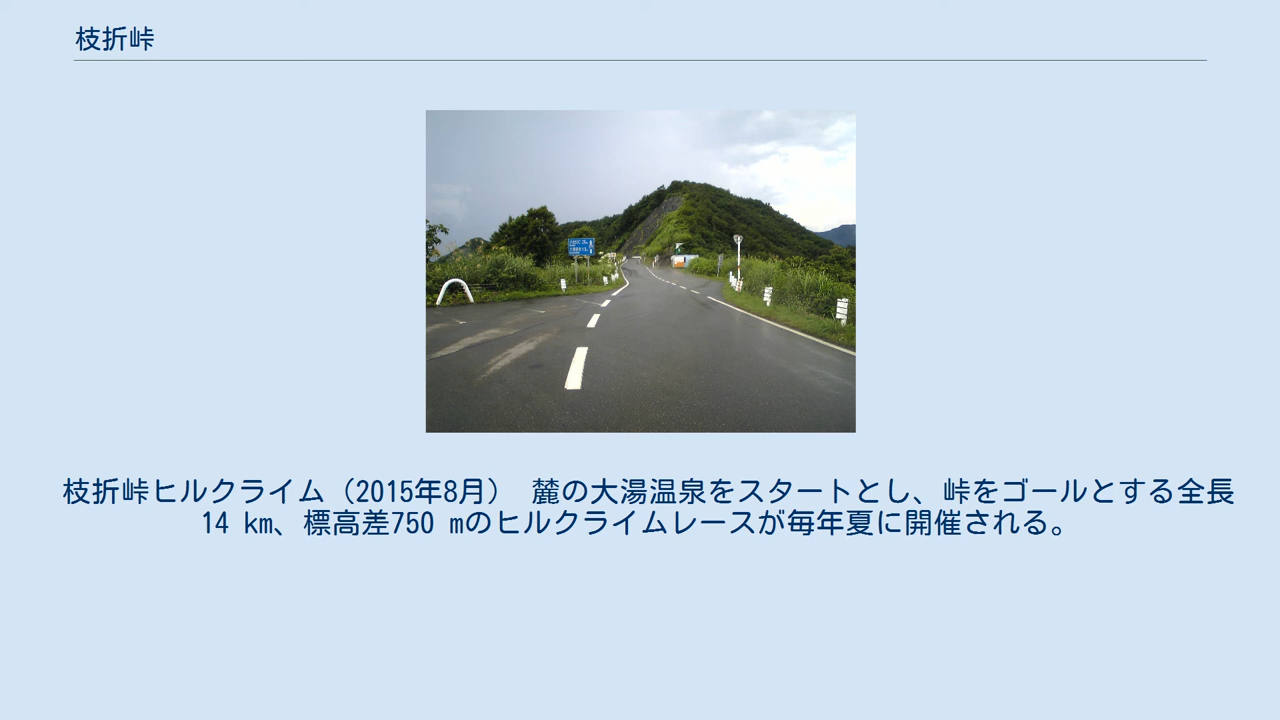 枝折峠
枝折峠ヒルクライム（2015年8月） 麓の大湯温泉をスタートとし、峠をゴールとする全長
14 km、標高差750 mのヒルクライムレースが毎年夏に開催される。